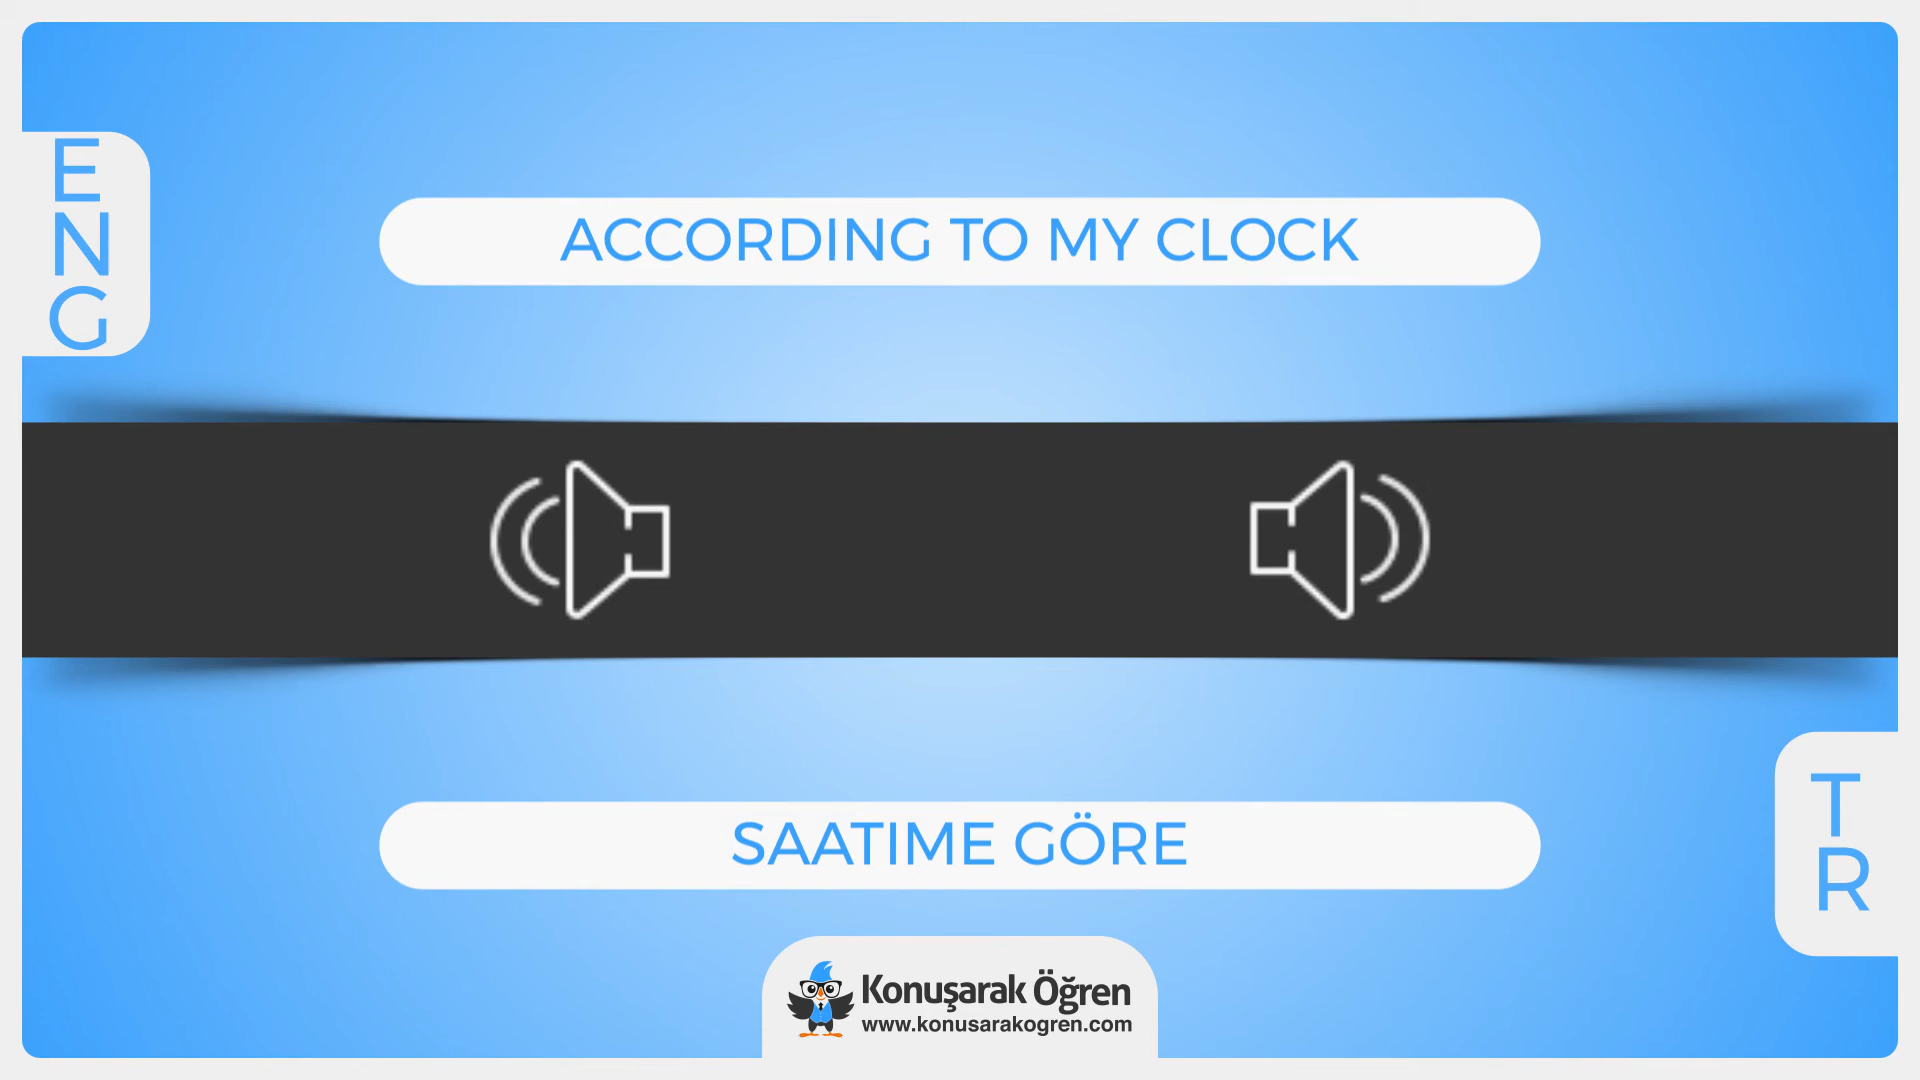 ENG
ACCORDING TO MY CLOCK
SAATIME GÖRE
TR
Konuşarak Öğren
www.konusarakogren.com